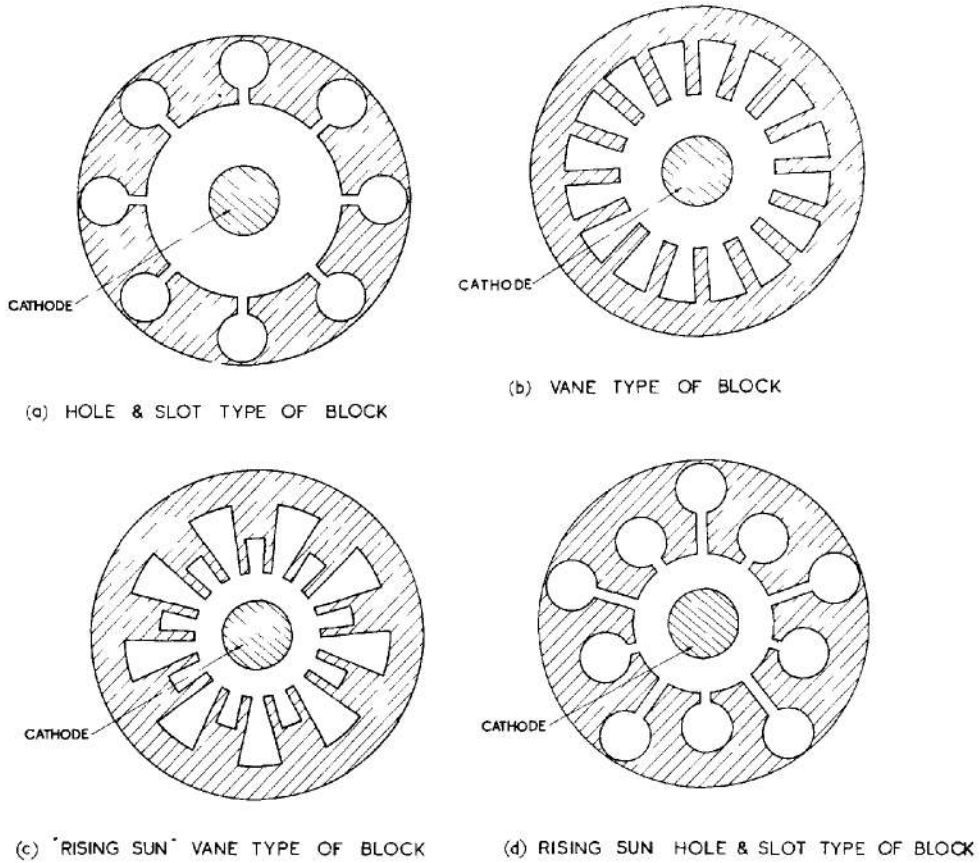 CATHODE
(a) HOLE & SLOT TYPE OF BLOCK
CATHODE
(b) VANE TYPE OF BLOCK
CATHODE
(c) "RISING SUN" VANE TYPE OF BLOCK
CATHODE
(d) RISING SUN HOLE & SLOT TYPE OF BLOCK